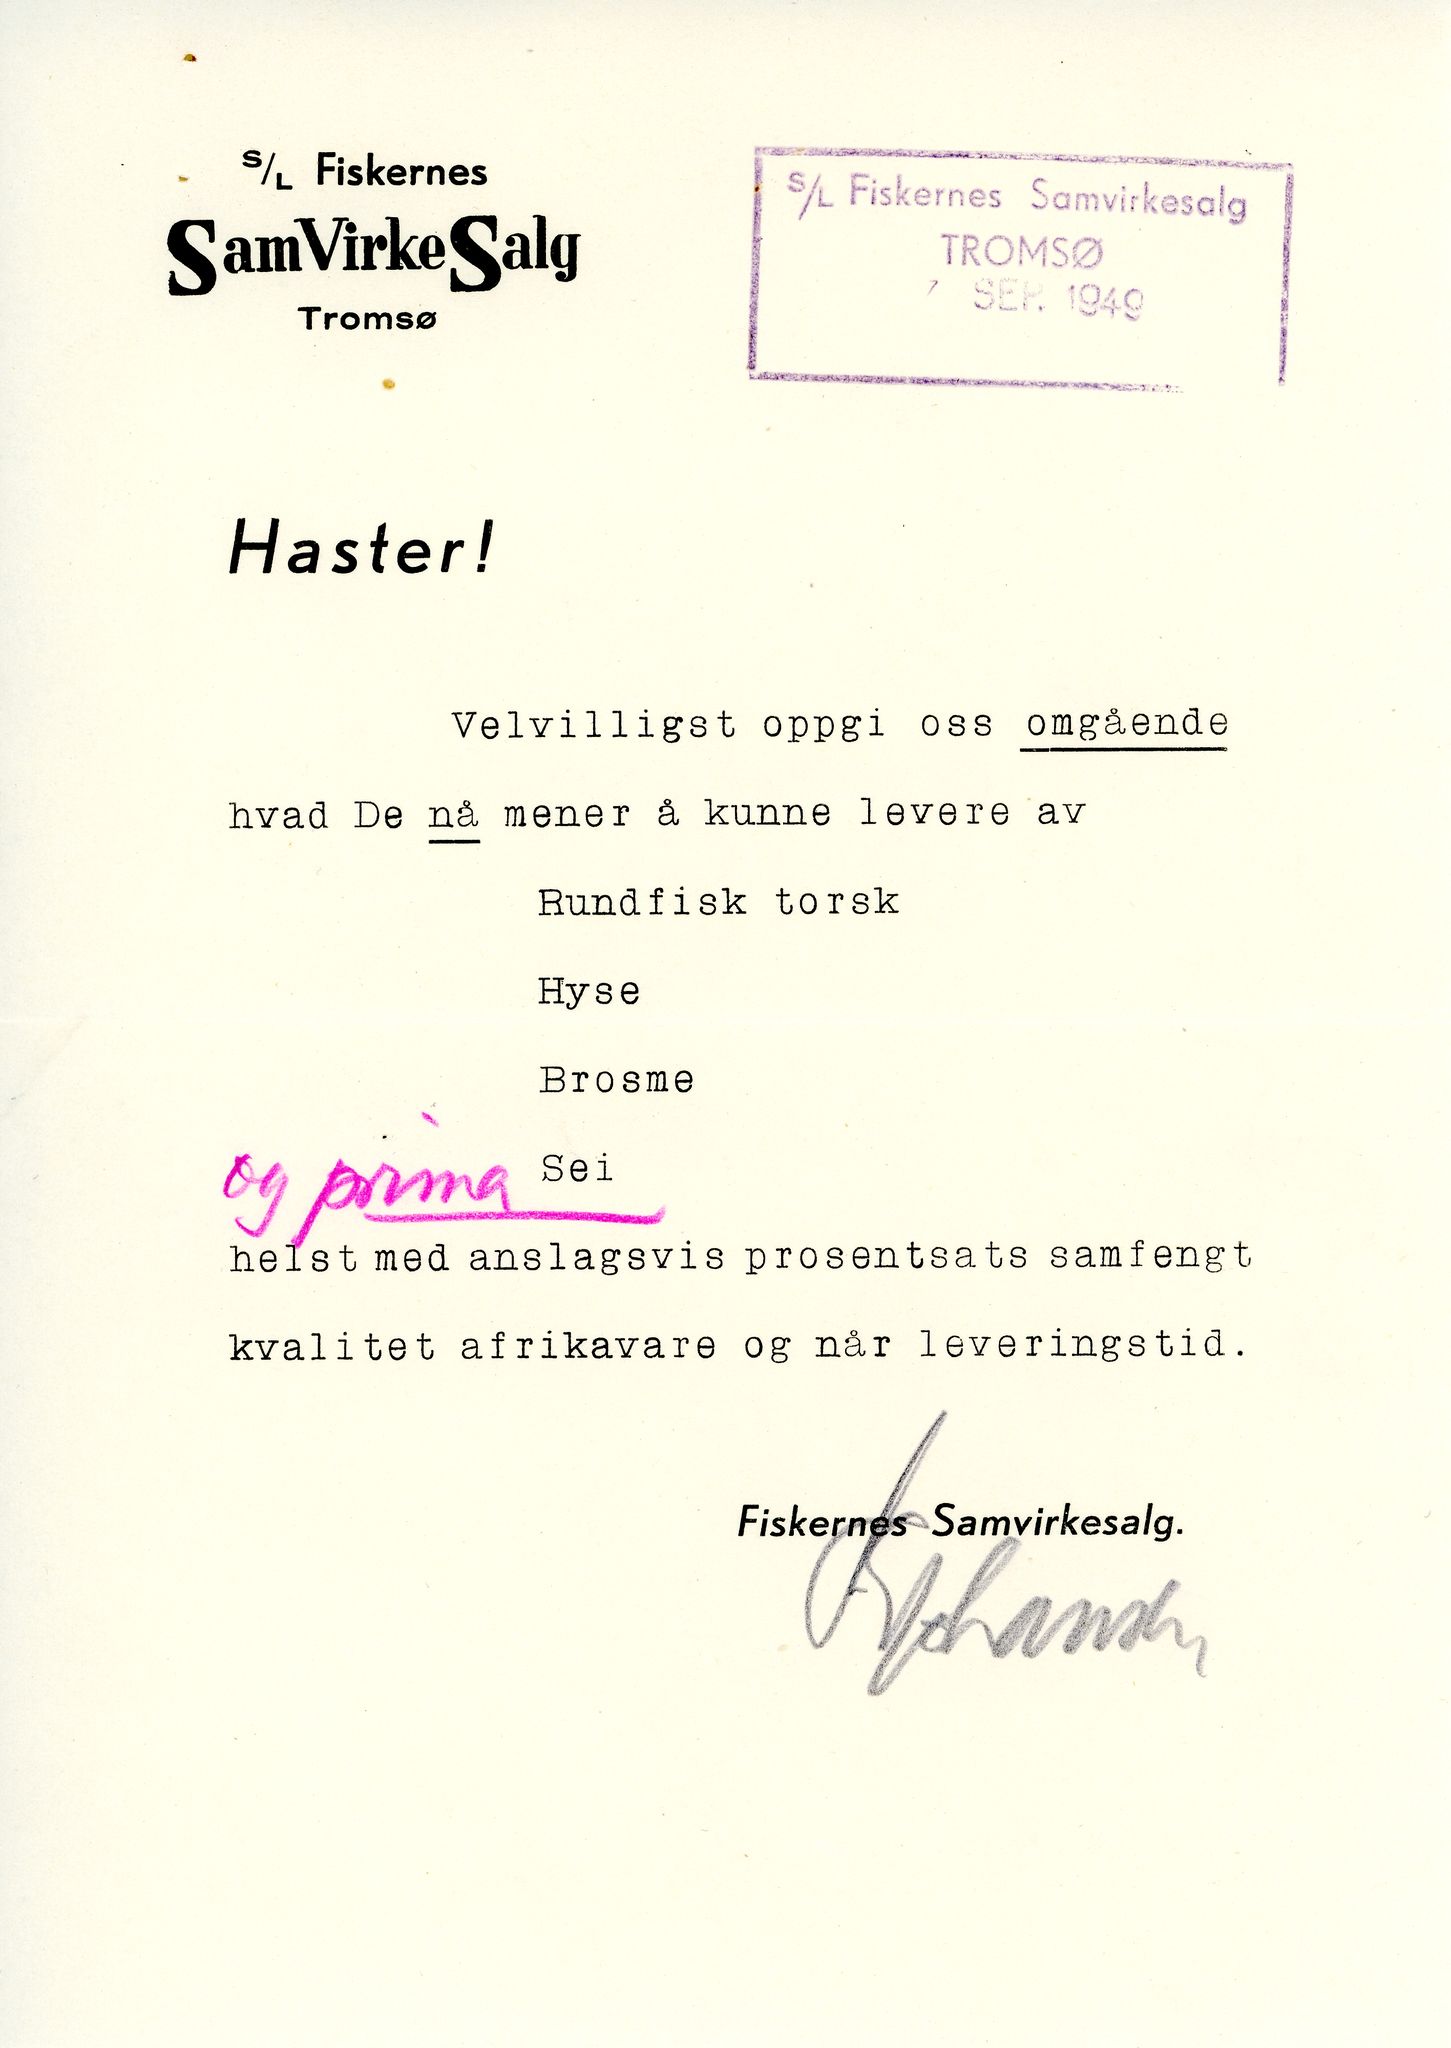 S/L Fiskernes
SamVirkeSalg
Tromsø
S/L Fiskernes Samvirkesalg
TROMSØ
7 SEP. 1949
Haster!
Velvilligst oppgi oss omgående
hvad De nå mener å kunne levere av
Rundfisk torsk
Hyse
Brosme
og prima Sei
helst med anslagsvis prosentsats samfengt
kvalitet afrikavare og når leveringstid.
Fiskernes Samvirkesalg.